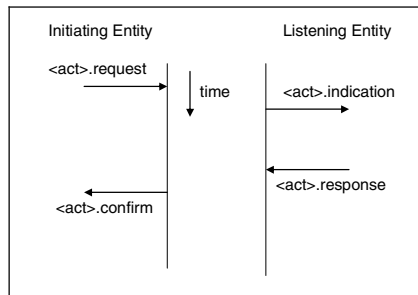 Initiating Entity
Listening Entity
<act>.request
time
<act>.indication
<act>.response
<act>.confirm